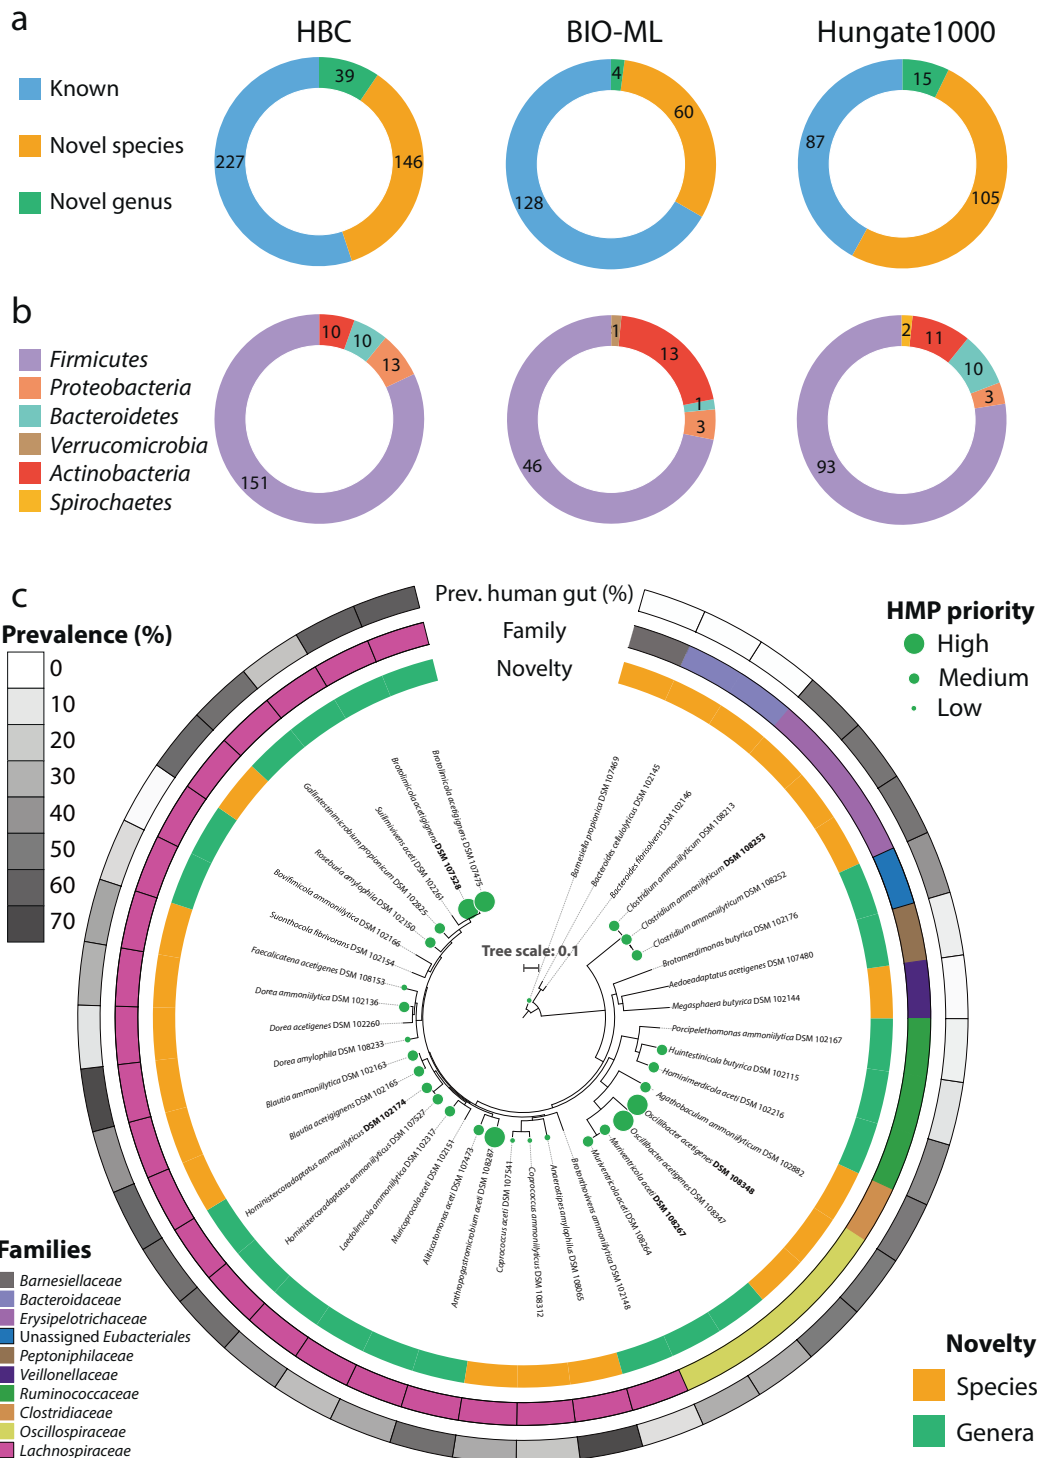 a
HBC
BIO-ML
Hungate1000
Known
Novel species
Novel genus
39
146
227
4
60
128
15
105
87
b
Firmicutes
Proteobacteria
Bacteroidetes
Verrucomicrobia
Actinobacteria
Spirochaetes
10
10
13
151
1
13
1
3
46
2
11
10
3
93
c
Prev. human gut (%)
Family
Novelty
Prevalence (%)
0
10
20
30
40
50
60
70
HMP priority
High
Medium
Low
Tree scale: 0.1
Barnesiella propionica DSM 107469
Bacteroides cellulolyticus DSM 102145
Bacteroides fibrisolvens DSM 102146
Clostridium ammoniilyticum DSM 108213
Clostridium ammoniilyticum DSM 108253
Clostridium ammoniilyticum DSM 108252
Brotomerdimonas butyrica DSM 102176
Aedoeadaptatus acetigenes DSM 107480
Megasphaera butyrica DSM 102144
Porcipelethomonas ammoniilytica DSM 102167
Huintestinicola butyrica DSM 102115
Hominimerdicola aceti DSM 102216
Agathobaculum ammoniilyticum DSM 102882
Oscillibacter acetigenes DSM 108348
Oscillibacter acetigenes DSM 108347
Muriventricola aceti DSM 108267
Muriventricola aceti DSM 108264
Brotonthovivens ammoniilytica DSM 102148
Anaerostipes amylophilus DSM 108065
Coprococcus ammoniilyticus DSM 108312
Coprococcus aceti DSM 107541
Anthropogastromicrobium aceti DSM 108287
Alitiscatomonas aceti DSM 107473
Muricoprocola aceti DSM 102151
Laedolimicola ammoniilytica DSM 102317
Hoministercoradaptatus ammoniilyticus DSM 107527
Hoministercoradaptatus ammoniilyticus DSM 102174
Blautia acetigignens DSM 102165
Blautia ammoniilytica DSM 102163
Dorea amylophila DSM 108233
Dorea acetigenes DSM 102260
Dorea ammoniilytica DSM 102136
Faecalicatena acetigenes DSM 108153
Suonthocola fibrivorans DSM 102154
Bovifimicola ammoniilytica DSM 102166
Roseburia amylophila DSM 102150
Gallintestinimicrobium propionicum DSM 102825
Suilimivivens aceti DSM 102261
Brotolimicola acetigignens DSM 107528
Brotolimicola acetigignens DSM 107475
Families
Barnesiellaceae
Bacteroidaceae
Erysipelotrichaceae
Unassigned Eubacteriales
Peptoniphilaceae
Veillonellaceae
Ruminococcaceae
Clostridiaceae
Oscillospiraceae
Lachnospiraceae
Novelty
Species
Genera